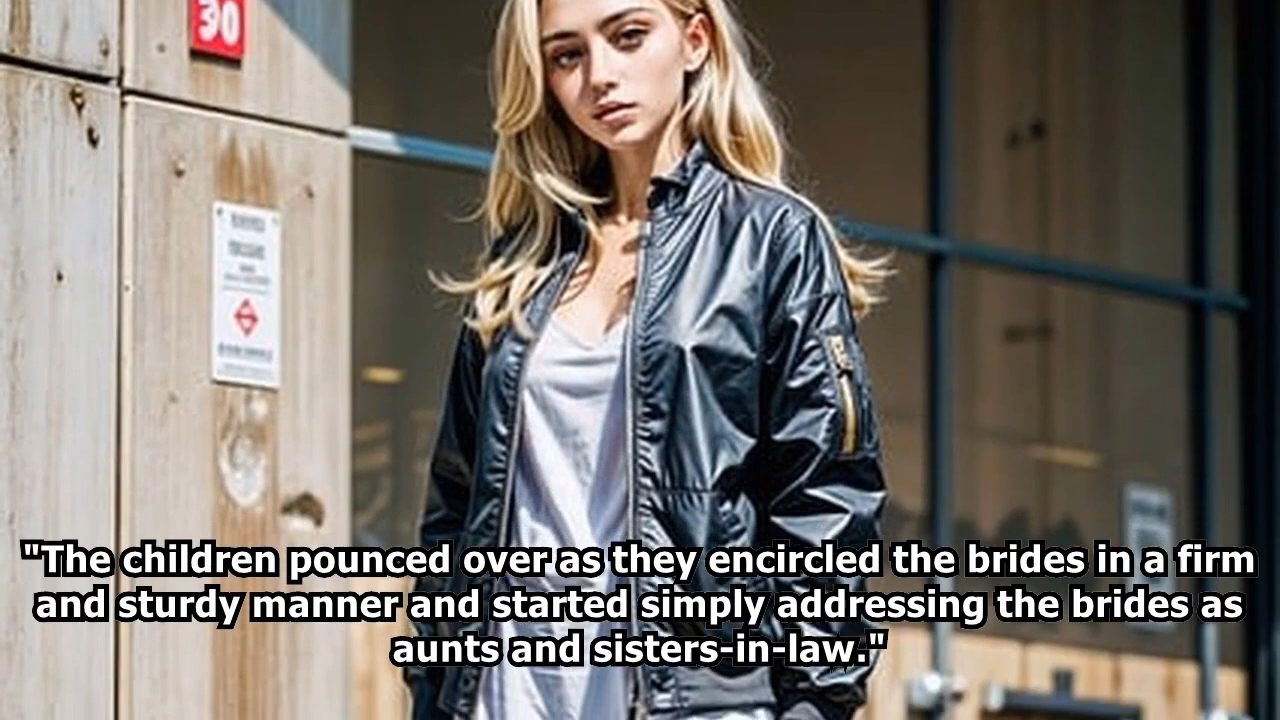 30
"The children pounced over as they encircled the brides in a firm
and sturdy manner and started simply addressing the brides as
aunts and sisters-in-law."